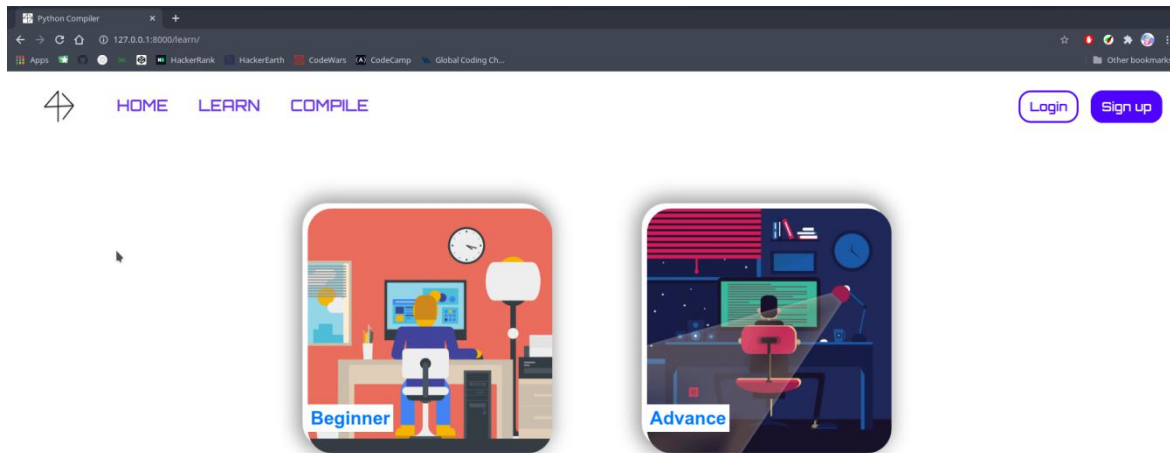 Python Compiler
127.0.0.1:8000/learn/
Apps HackerRank HackerEarth CodeWars CodeCamp Global Coding Ch... Other bookmarks
HOME LEARN COMPILE Login Sign up
Beginner Advance